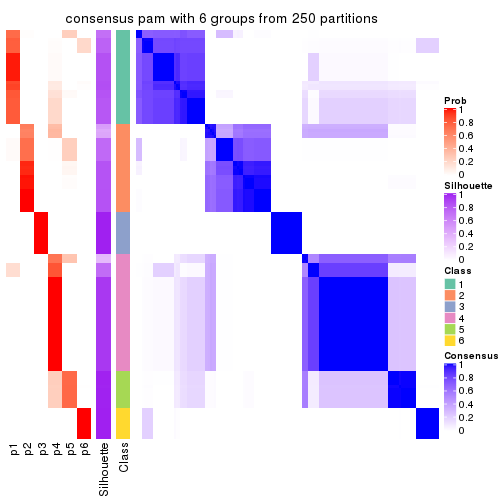 consensus pam with 6 groups from 250 partitions
Prob
1
0.8
0.6
0.4
0.2
0
Silhouette
1
0.8
0.6
0.4
0.2
0
Class
1
2
3
4
5
6
Consensus
1
0.8
0.6
0.4
0.2
0
p1
p2
p3
p4
p5
p6
Silhouette
Class